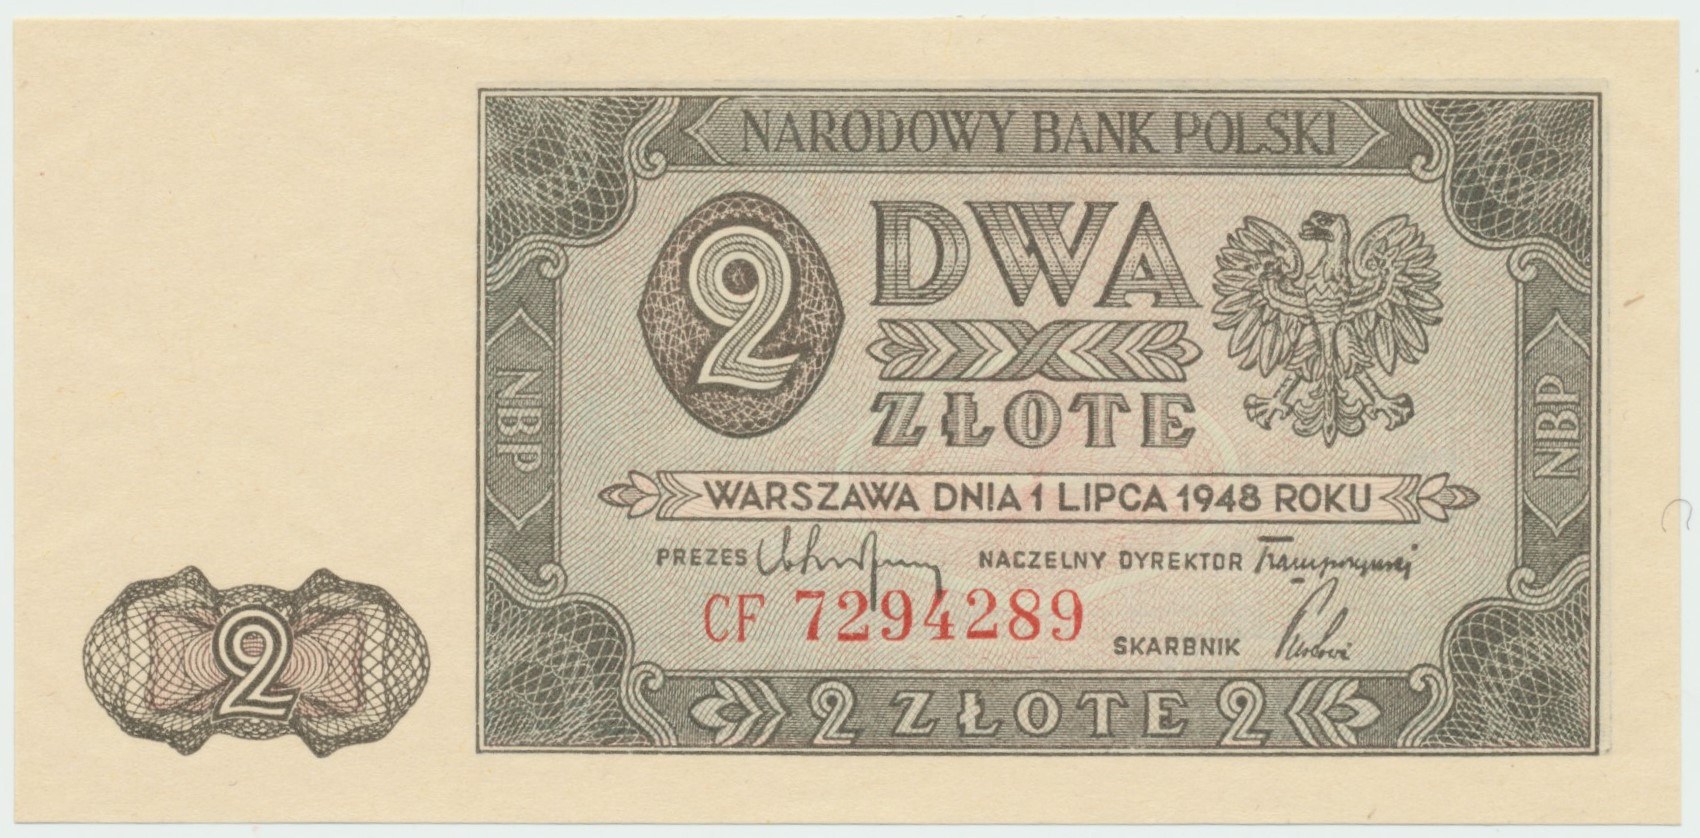 NARODOWY BANK POLSKI
2
DWA
ZŁOTE
NBP
NBP
WARSZAWA DNIA 1 LIPCA 1948 ROKU
PREZES NACZELNY DYREKTOR
CF 7294289
SKARBNIK
2
2 ZŁOTE 2